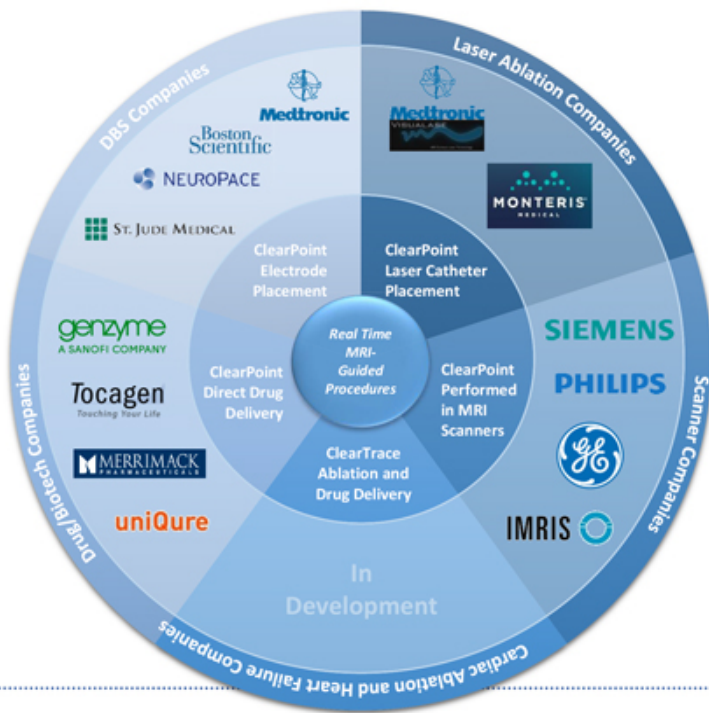 DBS Companies
Medtronic
Boston
Scientific
NEUROPACE
ST. JUDE MEDICAL
ClearPoint
Electrode
Placement
Laser Ablation Companies
Medtronic
VISUALASE
MONTERIS
MEDICAL
ClearPoint
Laser Catheter
Placement
Real Time
MRI-
Guided
Procedures
Scanner Companies
SIEMENS
PHILIPS
GE
IMRIS
ClearPoint
Performed
in MRI
Scanners
Drug/Biotech Companies
genzyme
A SANOFI COMPANY
Tocagen
Touching Your Life
MERRIMACK
PHARMACEUTICALS
uniQure
ClearPoint
Direct Drug
Delivery
ClearTrace
Ablation and
Drug Delivery
In
Development
Cardiac Ablation and Heart Failure Companies